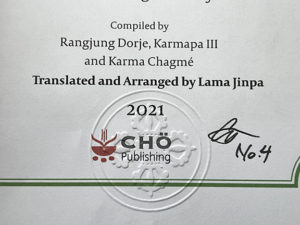 Compiled by
Rangjung Dorje, Karmapa III
and Karma Chagmé
Translated and Arranged by Lama Jinpa
2021
CHÖ
Publishing
No.4